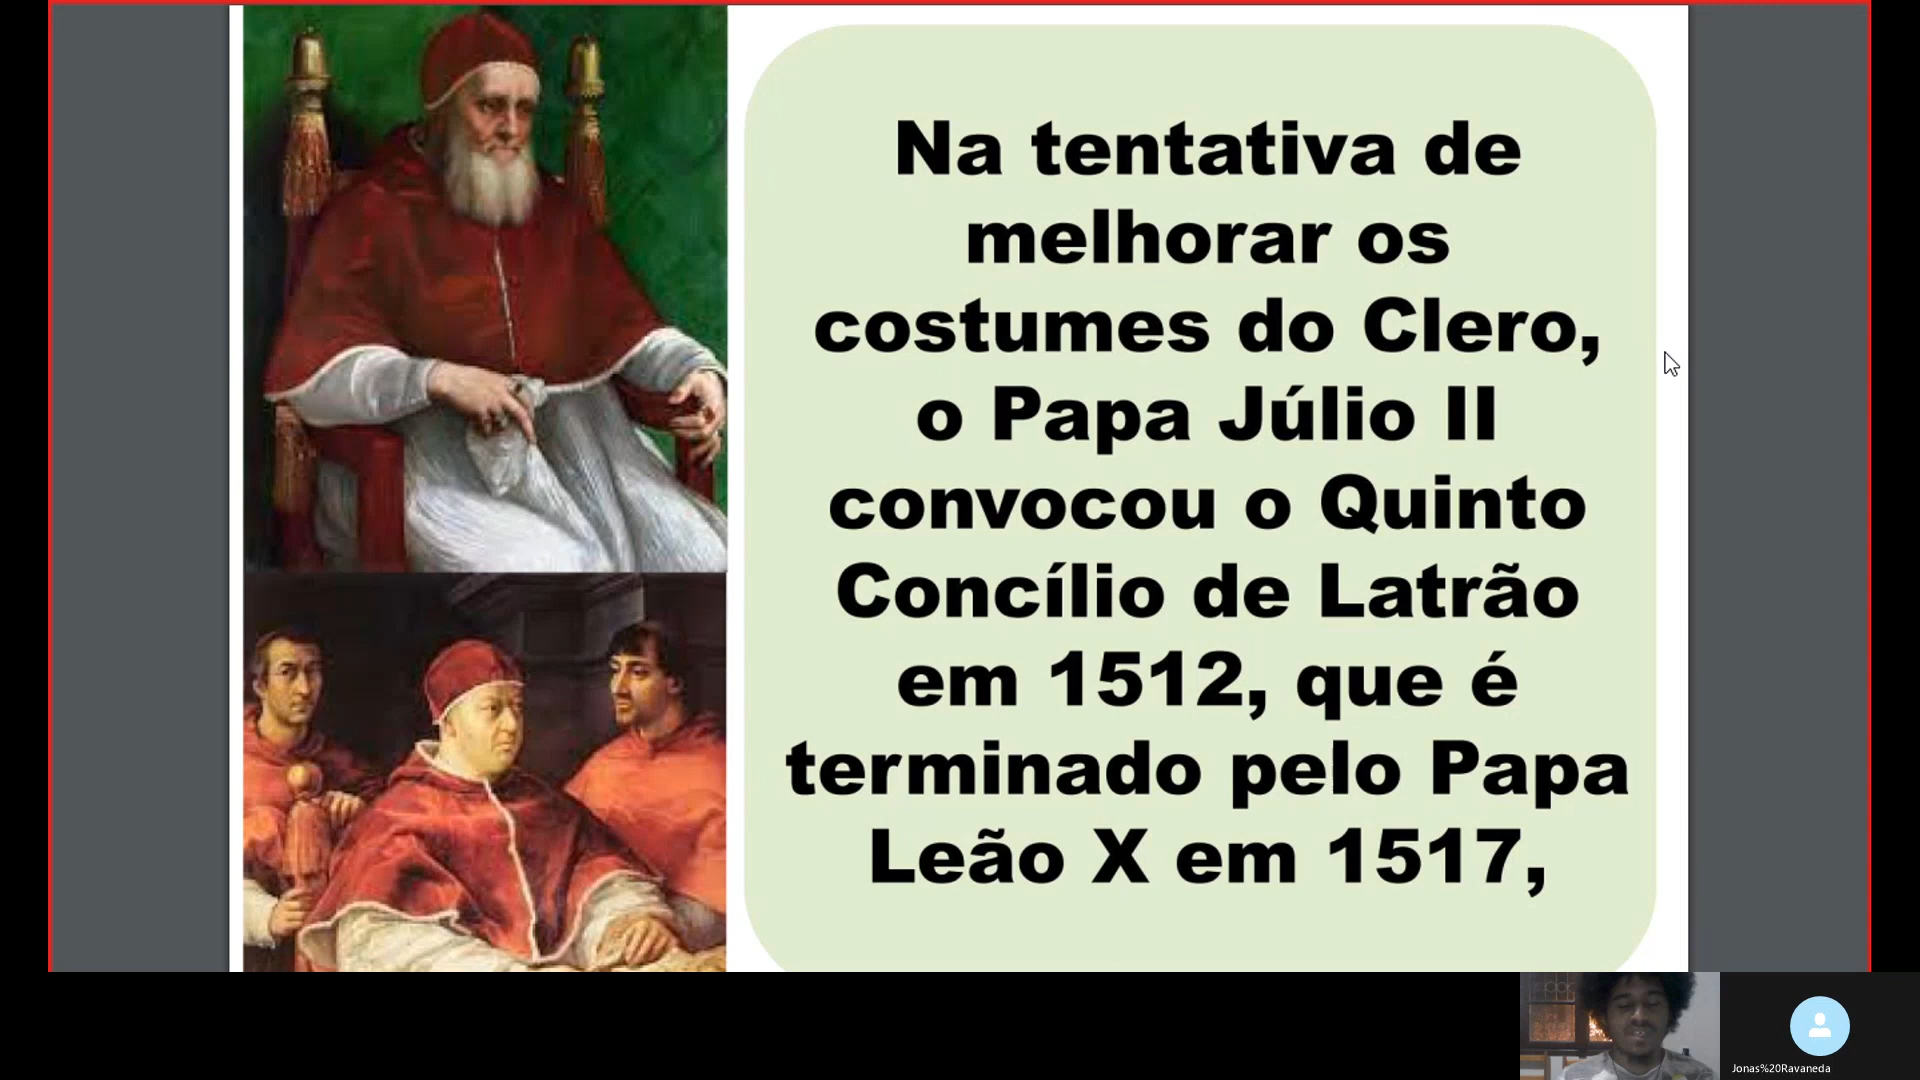 Na tentativa de
melhorar os
costumes do Clero,
o Papa Júlio II
convocou o Quinto
Concílio de Latrão
em 1512, que é
terminado pelo Papa
Leão X em 1517,
Jonas%20Ravaneda